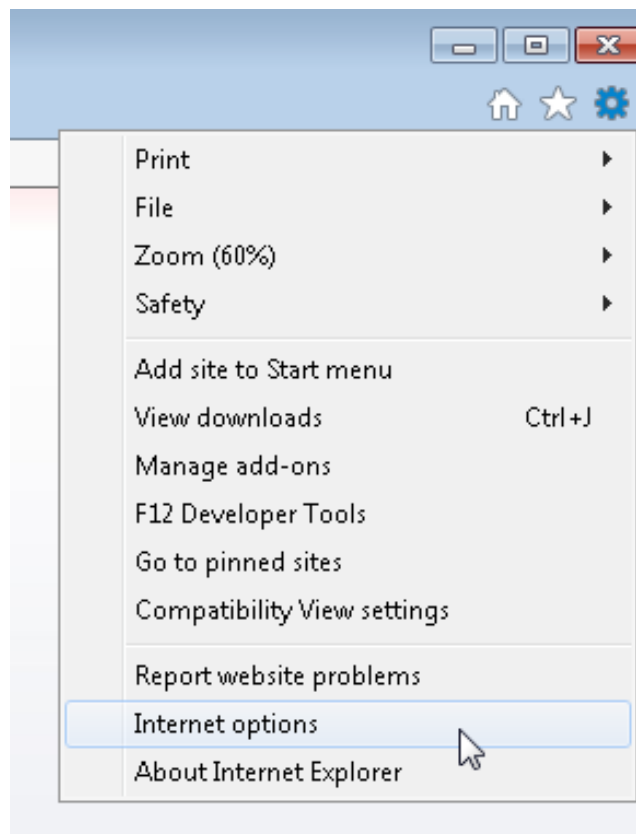 Print
File
Zoom (60%)
Safety
Add site to Start menu
View downloads Ctrl+J
Manage add-ons
F12 Developer Tools
Go to pinned sites
Compatibility View settings
Report website problems
Internet options
About Internet Explorer